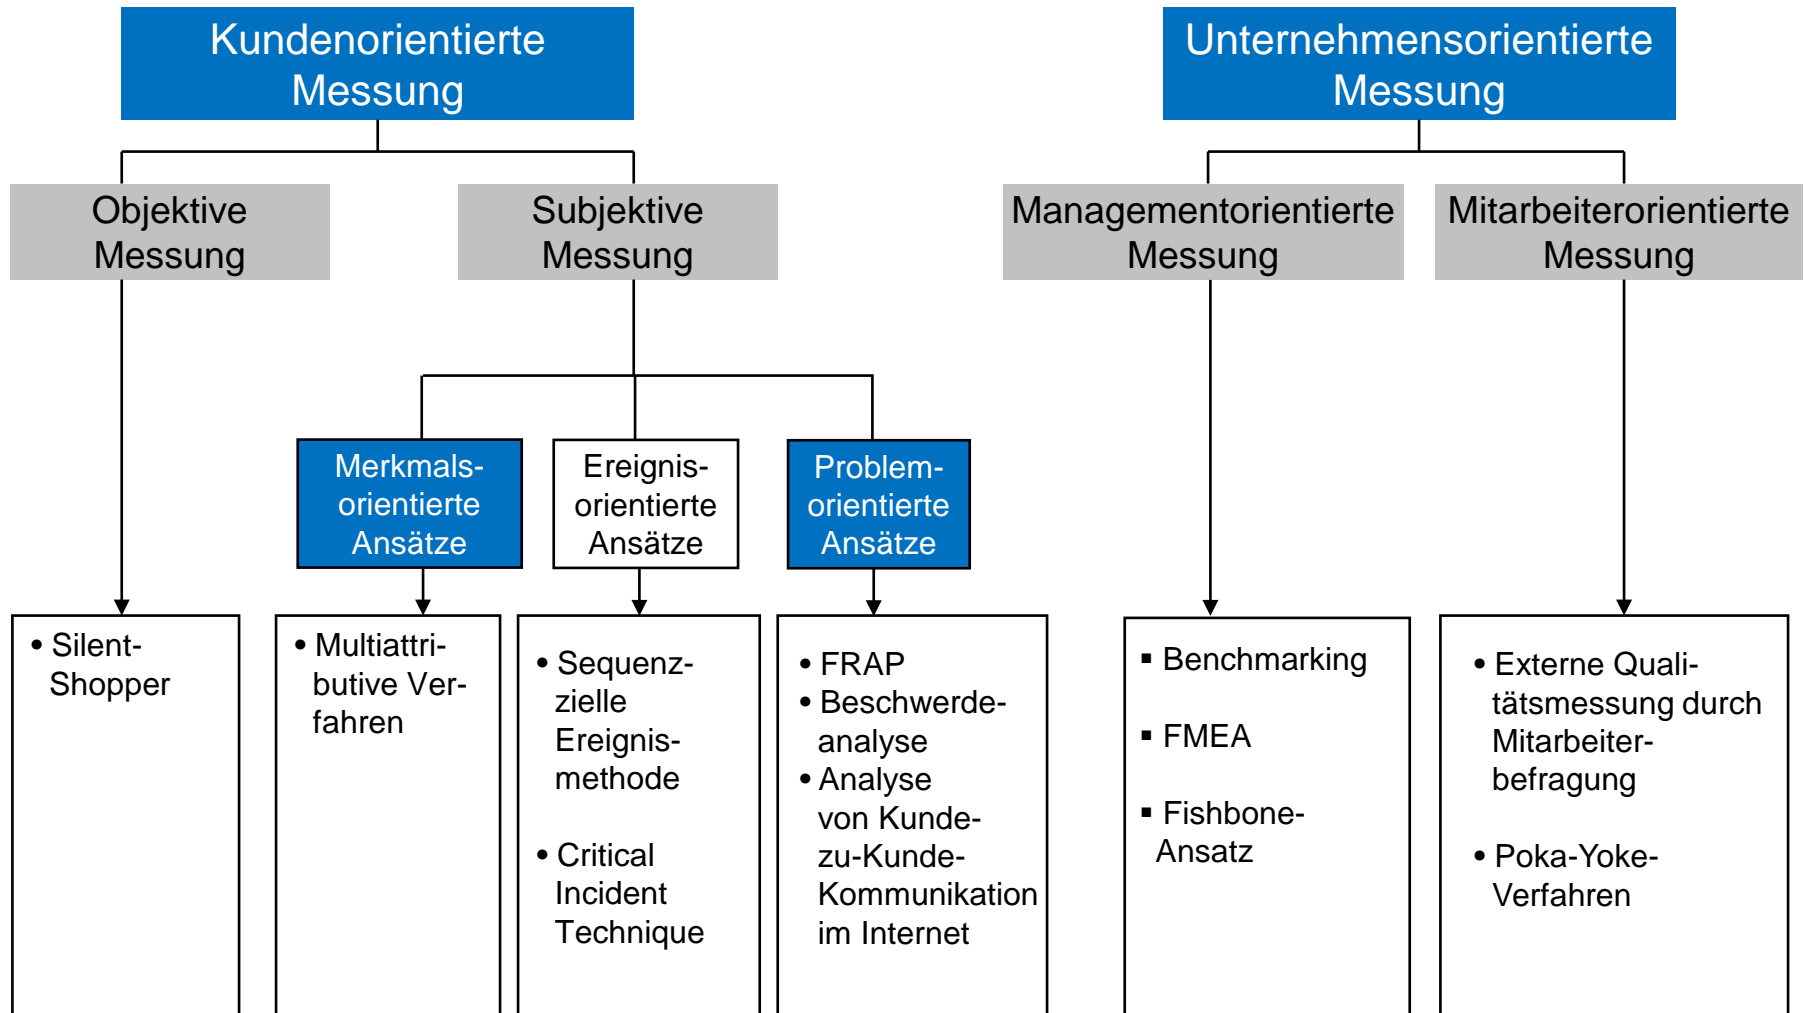 Kundenorientierte
Messung
Unternehmensorientierte
Messung
Objektive
Messung
Subjektive
Messung
Managementorientierte
Messung
Mitarbeiterorientierte
Messung
Merkmals-
orientierte
Ansätze
Ereignis-
orientierte
Ansätze
Problem-
orientierte
Ansätze
• Silent-
Shopper
• Multiattri-
butive Ver-
fahren
• Sequenz-
zielle
Ereignis-
methode
• Critical
Incident
Technique
• FRAP
• Beschwerde-
analyse
• Analyse
von Kunde-
zu-Kunde-
Kommunikation
im Internet
▪ Benchmarking
▪ FMEA
▪ Fishbone-
Ansatz
• Externe Quali-
tätsmessung durch
Mitarbeiter-
befragung
• Poka-Yoke-
Verfahren